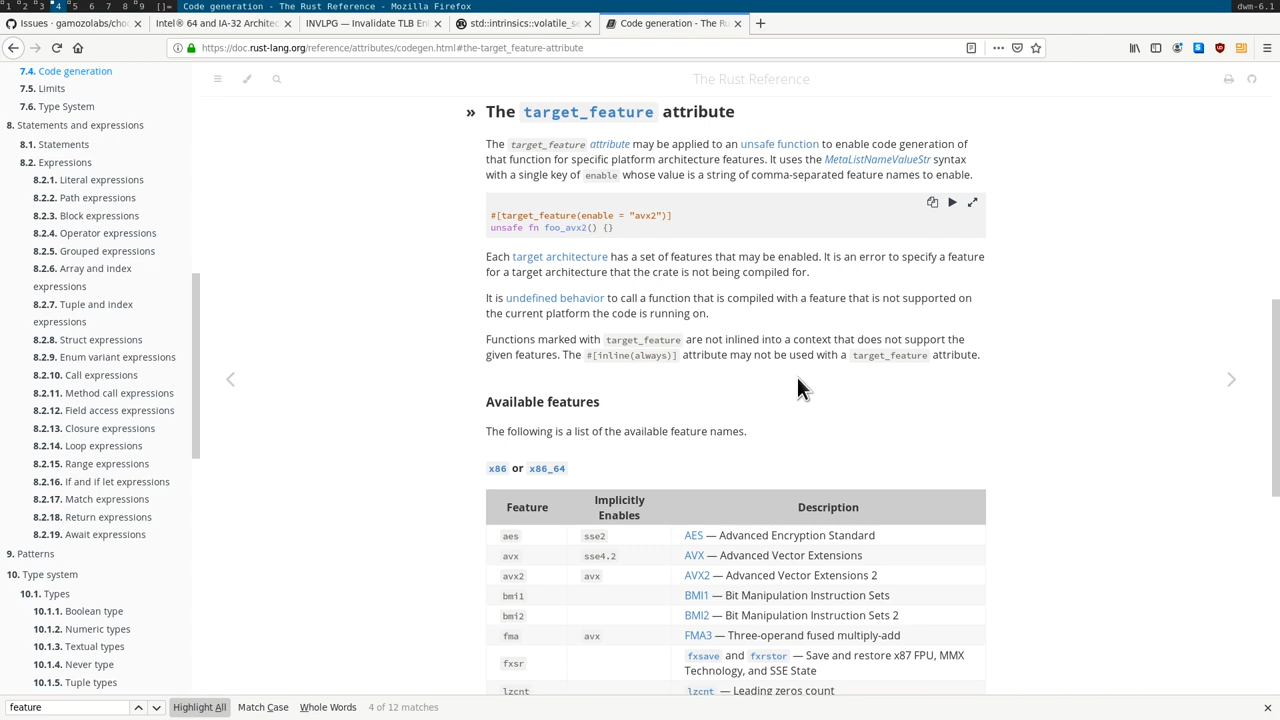 1 2 3 4 5 6 7 8 9 []= Code generation - The Rust Reference - Mozilla Firefox dwm-6.1
Issues · gamozolabs/choc
Intel® 64 and IA-32 Architec
INVLPG — Invalidate TLB En
std::intrinsics::volatile_se
Code generation - The Ru
https://doc.rust-lang.org/reference/attributes/codegen.html#the-target_feature-attribute
7.4. Code generation
7.5. Limits
7.6. Type System
8. Statements and expressions
8.1. Statements
8.2. Expressions
8.2.1. Literal expressions
8.2.2. Path expressions
8.2.3. Block expressions
8.2.4. Operator expressions
8.2.5. Grouped expressions
8.2.6. Array and index
expressions
8.2.7. Tuple and index
expressions
8.2.8. Struct expressions
8.2.9. Enum variant expressions
8.2.10. Call expressions
8.2.11. Method call expressions
8.2.12. Field access expressions
8.2.13. Closure expressions
8.2.14. Loop expressions
8.2.15. Range expressions
8.2.16. If and if let expressions
8.2.17. Match expressions
8.2.18. Return expressions
8.2.19. Await expressions
9. Patterns
10. Type system
10.1. Types
10.1.1. Boolean type
10.1.2. Numeric types
10.1.3. Textual types
10.1.4. Never type
10.1.5. Tuple types
The Rust Reference
» The target_feature attribute
The target_feature attribute may be applied to an unsafe function to enable code generation of
that function for specific platform architecture features. It uses the MetaListNameValueStr syntax
with a single key of enable whose value is a string of comma-separated feature names to enable.
#[target_feature(enable = "avx2")]
unsafe fn foo_avx2() {}
Each target architecture has a set of features that may be enabled. It is an error to specify a feature
for a target architecture that the crate is not being compiled for.
It is undefined behavior to call a function that is compiled with a feature that is not supported on
the current platform the code is running on.
Functions marked with target_feature are not inlined into a context that does not support the
given features. The #[inline(always)] attribute may not be used with a target_feature attribute.
Available features
The following is a list of the available feature names.
x86 or x86_64
Feature Implicitly Enables Description
aes sse2 AES — Advanced Encryption Standard
avx sse4.2 AVX — Advanced Vector Extensions
avx2 avx AVX2 — Advanced Vector Extensions 2
bmi1 BMI1 — Bit Manipulation Instruction Sets
bmi2 BMI2 — Bit Manipulation Instruction Sets 2
fma avx FMA3 — Three-operand fused multiply-add
fxsr fxsave and fxrstor — Save and restore x87 FPU, MMX
Technology, and SSE State
lzcnt lzcnt — Leading zeros count
feature Highlight All Match Case Whole Words 4 of 12 matches